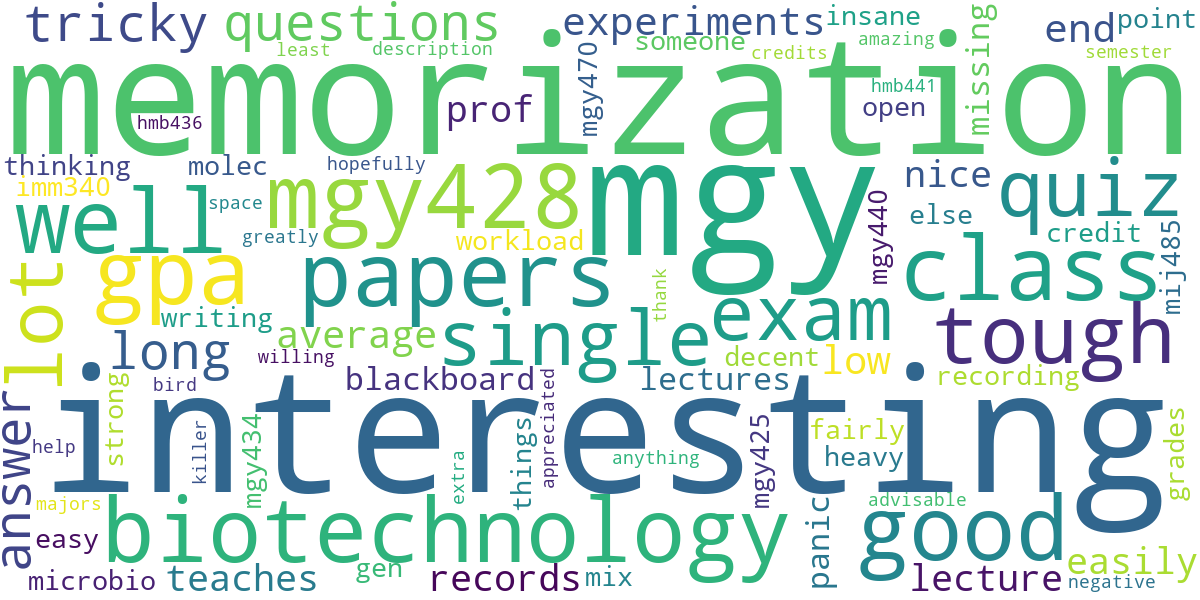 tricky
questions
experiments
insane
point
end
least
description
someone
credits
amazing
semester
memorization
mgy470
missing
hmb441
prof
open
hmb436
thinking
molec
hopefully
mgy
nice
quiz
imm340
mgy428
well
space
else
greatly
workload
mgy440
credit
mij485
gpa
papers
class
lot
writing
thank
exam
average
single
tough
long
willing
decent
low
blackboard
lectures
recording
bird
interesting
strong
appreciated
answer
killer
mgy434
things
mgy425
fairly
grades
help
anything
heavy
extra
majors
biotechnology
advisable
good
panic
easy
easily
gen
microbio
teaches
records
mix
lecture
negative